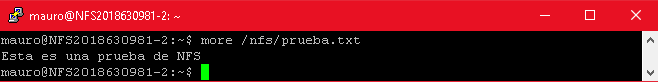 mauro@NFS2018630981-2: ~
mauro@NFS2018630981-2:~$ more /nfs/prueba.txt
Esta es una prueba de NFS
mauro@NFS2018630981-2:~$